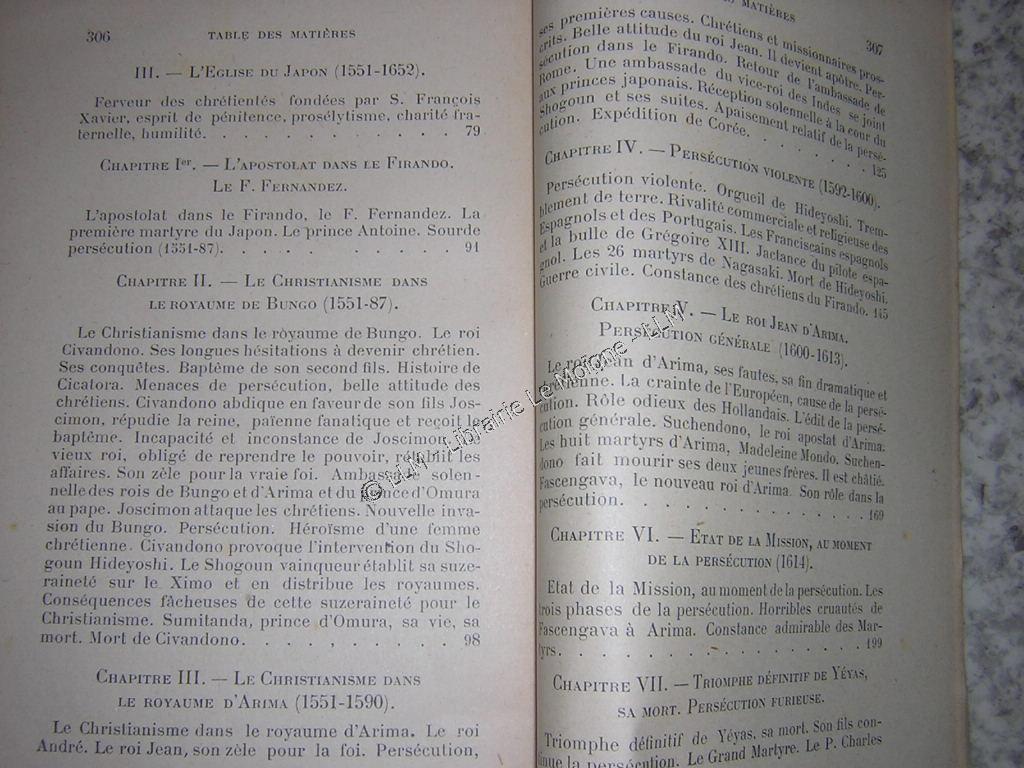 306 TABLE DES MATIÈRES
III. — L'EGLISE DU JAPON (1551-1652).
Ferveur des chrétientés fondées par S. François
Xavier, esprit de pénitence, prosélytisme, charité fra-
ternelle, humilité. . . . . . . . . . . . 79
CHAPITRE Ier. — L'APOSTOLAT DANS LE FIRANDO.
LE F. FERNANDEZ.
L'apostolat dans le Firando, le F. Fernandez. La
première martyre du Japon. Le prince Antoine. Sourde
persécution (1551-87). . . . . . . . . . 91
CHAPITRE II. — LE CHRISTIANISME DANS
LE ROYAUME DE BUNGO (1551-87).
Le Christianisme dans le royaume de Bungo. Le roi
Civandono. Ses longues hésitations à devenir chrétien.
Ses conquêtes. Baptême de son second fils. Histoire de
Cicatora. Menaces de persécution, belle attitude des
chrétiens. Civandono abdique en faveur de son fils Jos-
cimon, répudie la reine, païenne fanatique et reçoit le
baptême. Incapacité et inconstance de Joscimon
vieux roi, obligé de reprendre le pouvoir, rétablit les
affaires. Son zèle pour la vraie foi. Ambassade solen-
nelle des rois de Bungo et d'Arima et du prince d'Omura
au pape. Joscimon attaque les chrétiens. Nouvelle inva-
sion du Bungo. Persécution. Héroïsme d'une femme
chrétienne. Civandono provoque l'intervention du Sho-
goun Hideyoshi. Le Shogoun vainqueur établit sa suze-
raineté sur le Ximo et en distribue les royaumes.
Conséquences fâcheuses de cette suzeraineté pour le
Christianisme. Sumitanda, prince d'Omura, sa vie, sa
mort. Mort de Civandono. . . . . . . . . 98
CHAPITRE III. — LE CHRISTIANISME DANS
LE ROYAUME D'ARIMA (1551-1590).
Le Christianisme dans le royaume d'Arima. Le roi
André. Le roi Jean, son zèle pour la foi. Persécution,
MATIÈRES 307
ses premières causes. Chrétiens et missionnaires pros-
crits. Belle attitude du roi Jean. Il devient apôtre. Per-
sécution dans le Firando. Retour de l'ambassade de
Rome. Une ambassade du vice-roi des Indes se joint
aux princes japonais. Réception solennelle à la cour du
Shogoun et ses suites. Apaisement relatif de la persé-
cution. Expédition de Corée. . . . . . . 125
CHAPITRE IV. — PERSÉCUTION VIOLENTE (1592-1600).
Persécution violente. Orgueil de Hideyoshi. Trem-
blement de terre. Rivalité commerciale et religieuse des
Espagnols et des Portugais. Les Franciscains espagnols
et la bulle de Grégoire XIII. Jactance du pilote espa-
gnol. Les 26 martyrs de Nagasaki. Mort de Hideyoshi.
Guerre civile. Constance des chrétiens du Firando. 145
CHAPITRE V. — LE ROI JEAN D'ARIMA.
PERSÉCUTION GÉNÉRALE (1600-1613).
Le roi Jean d'Arima, ses fautes, sa fin dramatique et
chrétienne. La crainte de l'Européen, cause de la persé-
cution. Rôle odieux des Hollandais. L'édit de la persé-
cution générale. Suchendono, le roi apostat d'Arima.
Les huit martyrs d'Arima, Madeleine Mondo. Suchen-
dono fait mourir ses deux jeunes frères. Il est châtié.
Fascengava, le nouveau roi d'Arima. Son rôle dans la
persécution. . . . . . . . . . . . 169
CHAPITRE VI. — ETAT DE LA MISSION, AU MOMENT
DE LA PERSÉCUTION (1614).
Etat de la Mission, au moment de la persécution. Les
trois phases de la persécution. Horribles cruautés de
Fascengava à Arima. Constance admirable des Mar-
tyrs. . . . . . . . . . . . . . 199
CHAPITRE VII. — TRIOMPHE DÉFINITIF DE YÉYAS,
SA MORT. PERSÉCUTION FURIEUSE.
Triomphe définitif de Yéyas, sa mort. Son fils con-
tinue la persécution. Le Grand Martyre. Le P. Charles
© LLM - Librairie Le Moigne - LLM